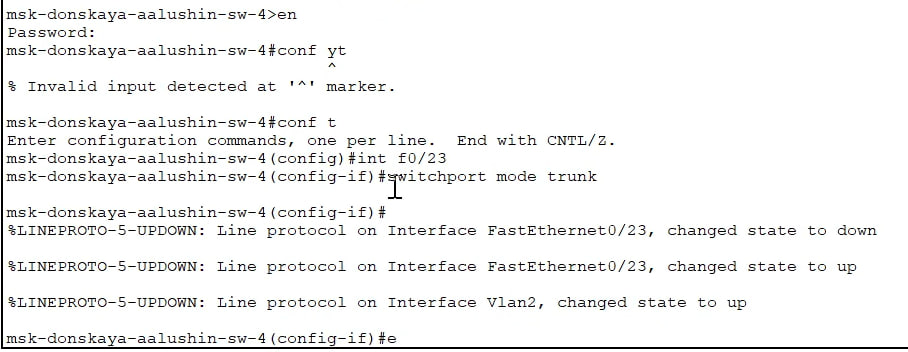 msk-donskaya-aalushin-sw-4>en
Password:
msk-donskaya-aalushin-sw-4#conf yt
^
% Invalid input detected at '^' marker.
msk-donskaya-aalushin-sw-4#conf t
Enter configuration commands, one per line.  End with CNTL/Z.
msk-donskaya-aalushin-sw-4(config)#int f0/23
msk-donskaya-aalushin-sw-4(config-if)#switchport mode trunk
msk-donskaya-aalushin-sw-4(config-if)#
%LINEPROTO-5-UPDOWN: Line protocol on Interface FastEthernet0/23, changed state to down
%LINEPROTO-5-UPDOWN: Line protocol on Interface FastEthernet0/23, changed state to up
%LINEPROTO-5-UPDOWN: Line protocol on Interface Vlan2, changed state to up
msk-donskaya-aalushin-sw-4(config-if)#e